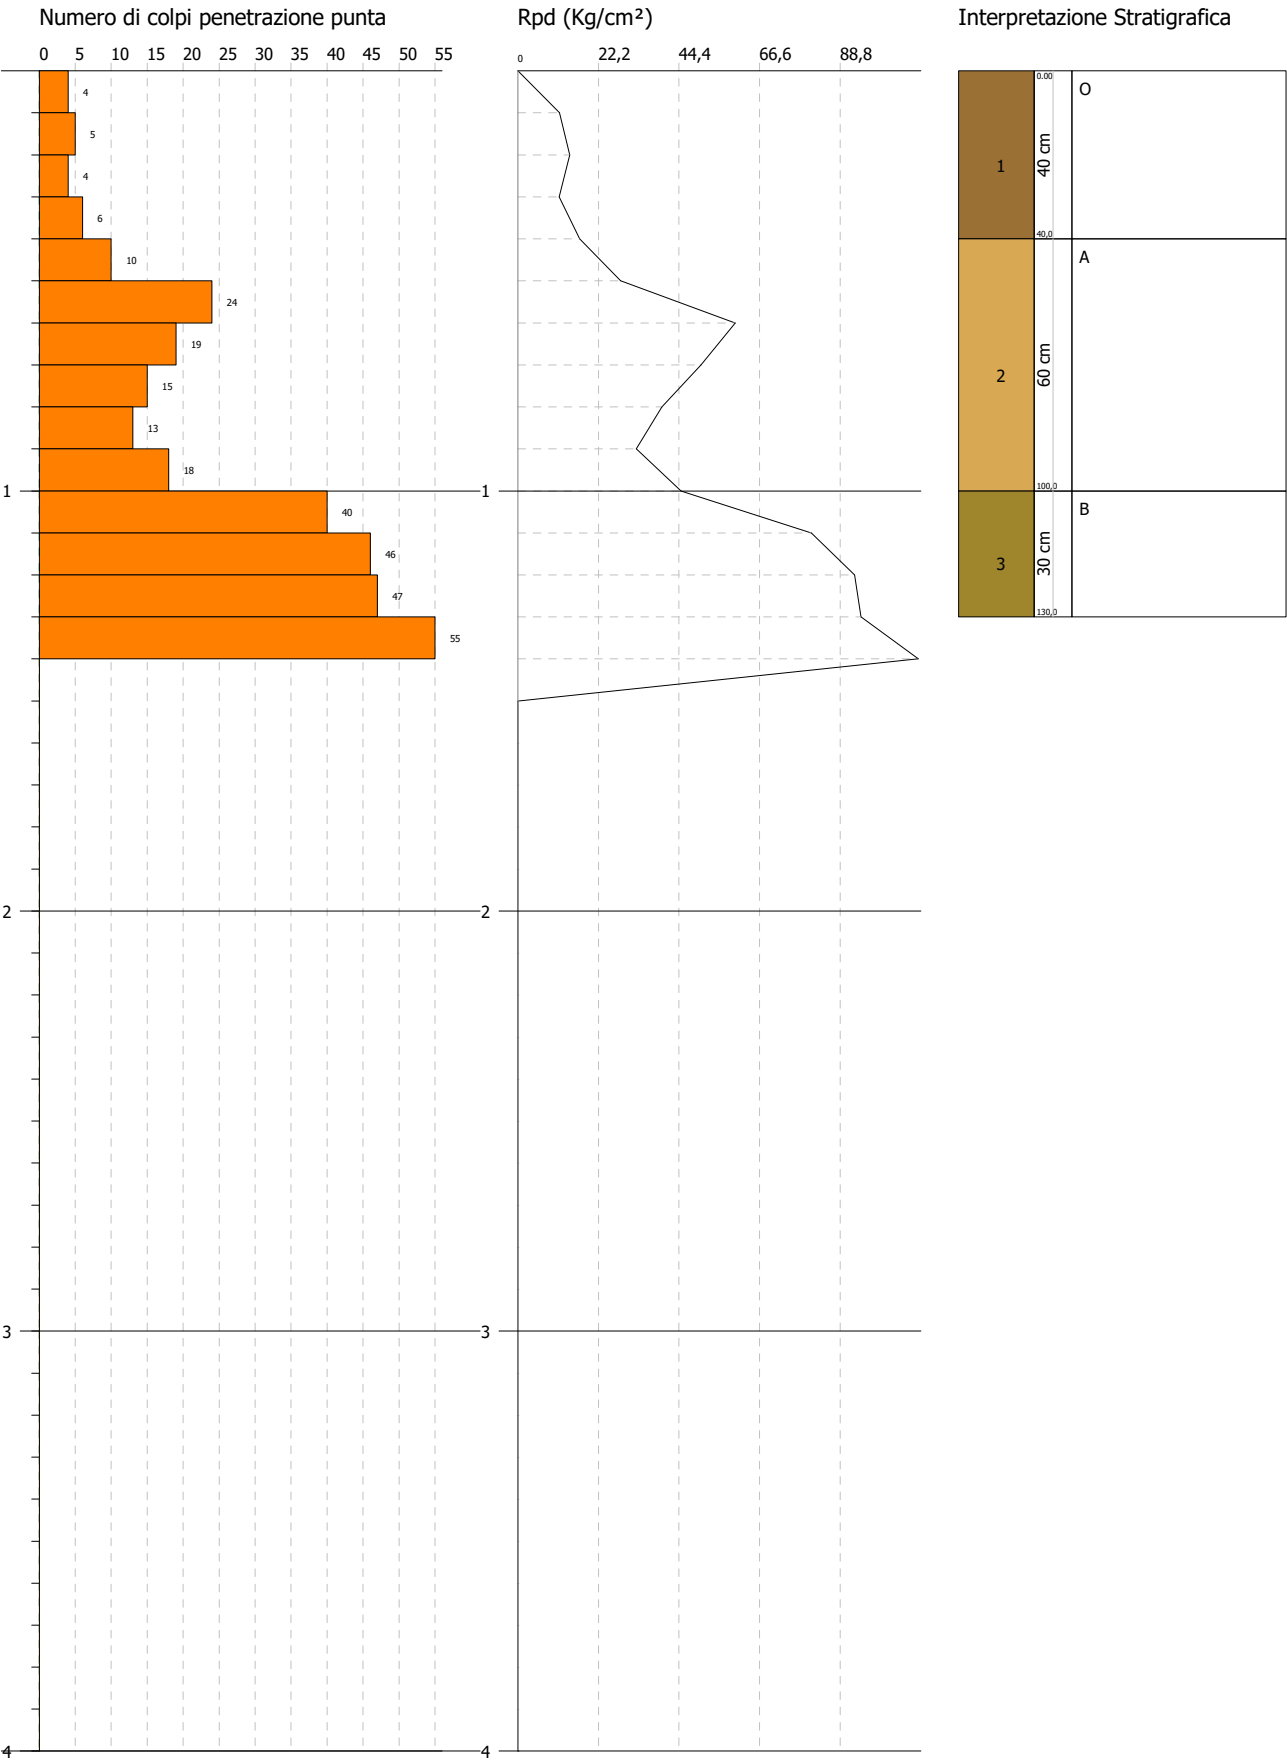 Numero di colpi penetrazione punta
Rpd (Kg/cm²)
Interpretazione Stratigrafica
0 5 10 15 20 25 30 35 40 45 50 55
0 22,2 44,4 66,6 88,8
4
5
4
6
10
24
19
15
13
18
40
46
47
55
1
2
3
4
1
2
3
4
0.00
1
40 cm
O
40,0
2
60 cm
A
100,0
3
30 cm
B
130,0